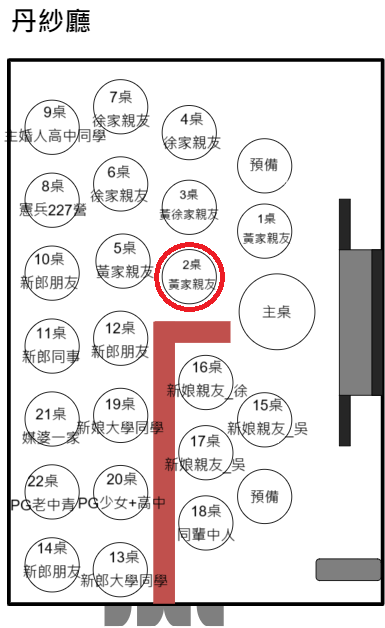 丹紗廳
7桌
徐家親友
9桌
主婚人高中同學
4桌
徐家親友
預備
6桌
徐家親友
8桌
憲兵227營
3桌
黃徐家親友
1桌
黃家親友
5桌
黃家親友
10桌
新郎朋友
2桌
黃家親友
主桌
12桌
新郎朋友
11桌
新郎同事
16桌
新娘親友_徐
19桌
新娘大學同學
15桌
新娘親友_吳
21桌
媒婆一家
17桌
新娘親友_吳
22桌
PG老中青
20桌
PG少女+高中
預備
18桌
同輩中人
14桌
新郎朋友
13桌
新郎大學同學